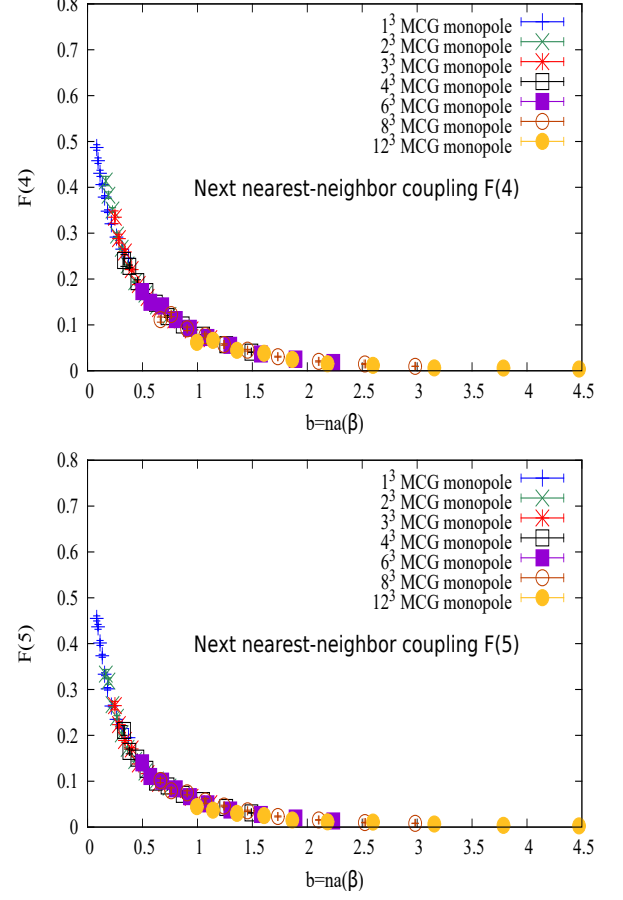 0.8
0.7
0.6
0.5
0.4
0.3
0.2
0.1
0
F(4)
1³ MCG monopole
2³ MCG monopole
3³ MCG monopole
4³ MCG monopole
6³ MCG monopole
8³ MCG monopole
12³ MCG monopole
Next nearest-neighbor coupling F(4)
0 0.5 1 1.5 2 2.5 3 3.5 4 4.5
b=na(β)
0.8
0.7
0.6
0.5
0.4
0.3
0.2
0.1
0
F(5)
1³ MCG monopole
2³ MCG monopole
3³ MCG monopole
4³ MCG monopole
6³ MCG monopole
8³ MCG monopole
12³ MCG monopole
Next nearest-neighbor coupling F(5)
0 0.5 1 1.5 2 2.5 3 3.5 4 4.5
b=na(β)